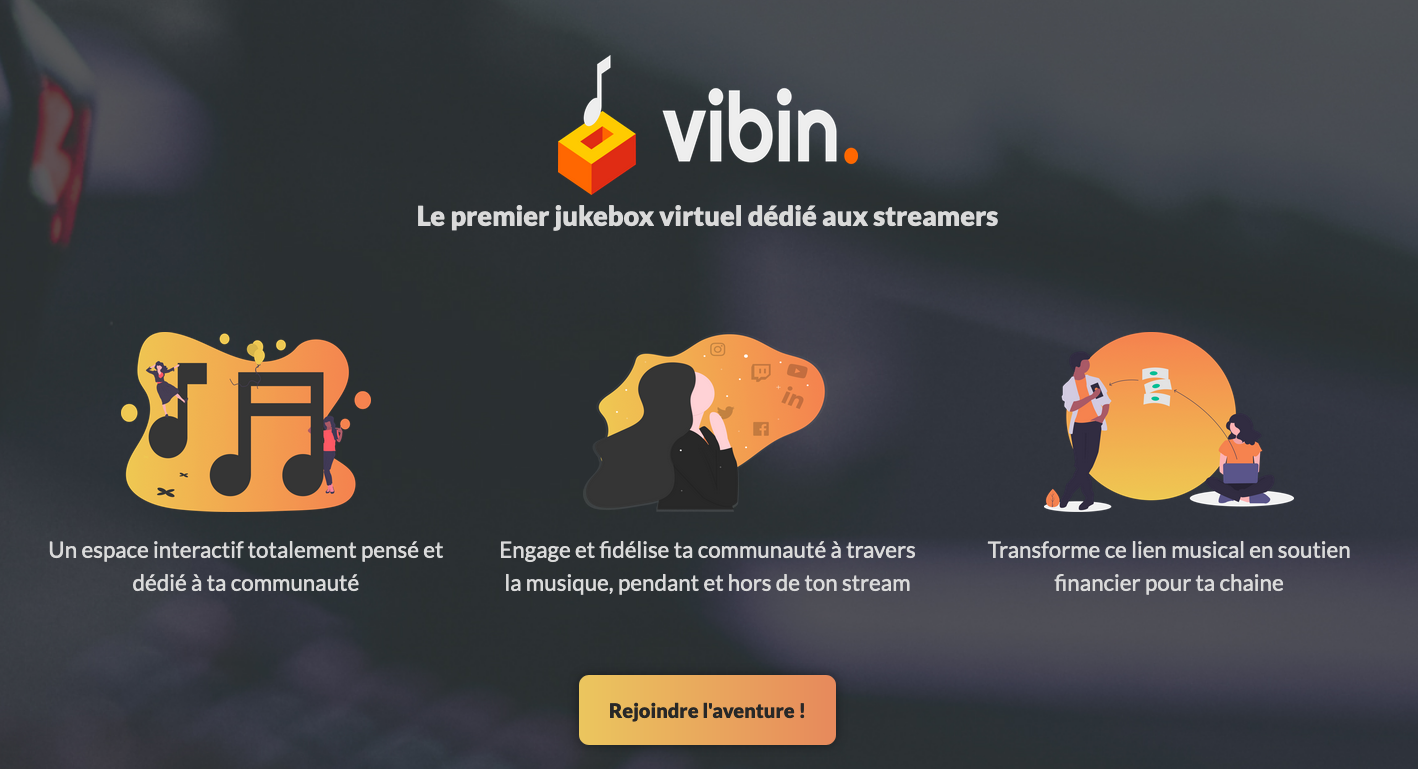 vibin.
Le premier jukebox virtuel dédié aux streamers
Un espace interactif totalement pensé et
dédié à ta communauté
Engage et fidélise ta communauté à travers
la musique, pendant et hors de ton stream
Transforme ce lien musical en soutien
financier pour ta chaine
Rejoindre l'aventure !